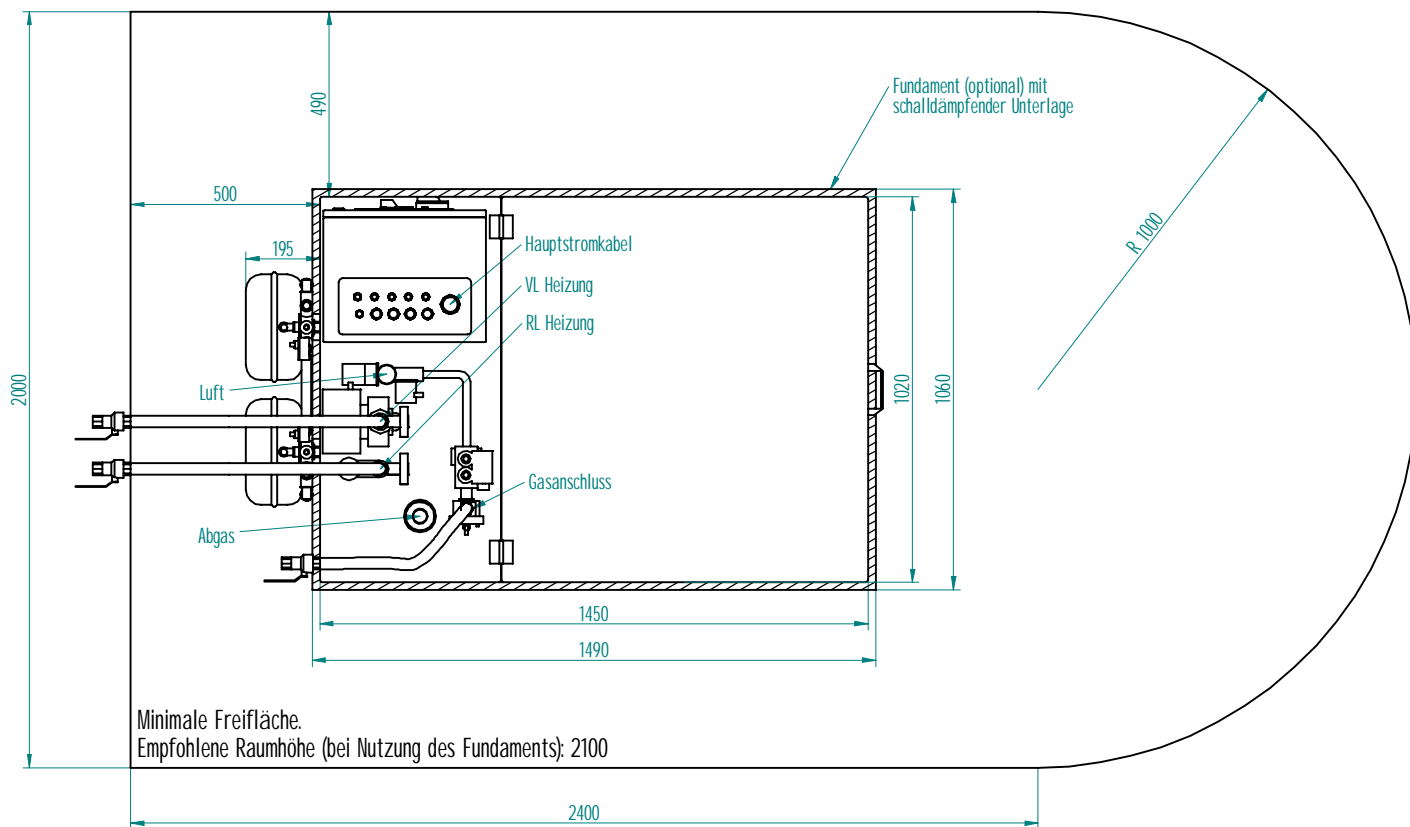 490
Fundament (optional) mit
schalldämpfender Unterlage
500
R 1000
195
Hauptstromkabel
VL Heizung
RL Heizung
2000
Luft
1020
1060
Gasanschluss
Abgas
1450
1490
Minimale Freifläche.
Empfohlene Raumhöhe (bei Nutzung des Fundaments): 2100
2400